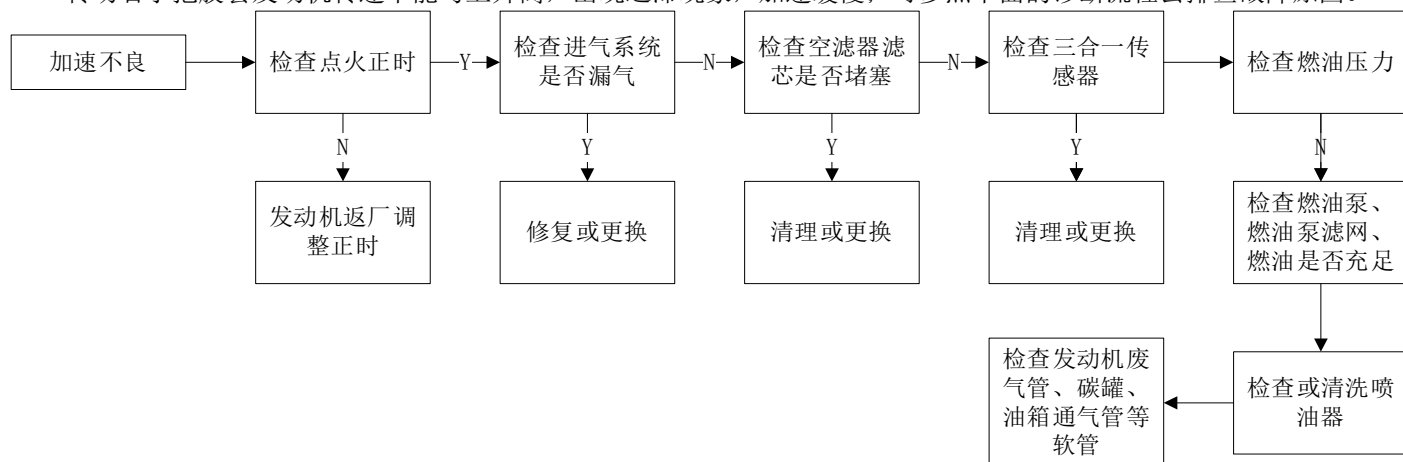 加速不良
检查点火正时
Y
检查进气系统
是否漏气
N
检查空滤器滤
芯是否堵塞
N
检查三合一传
感器
检查燃油压力
N
Y
Y
Y
N
发动机返厂调
整正时
修复或更换
清理或更换
清理或更换
检查燃油泵、
燃油泵滤网、
燃油是否充足
检查发动机废
气管、碳罐、
油箱通气管等
软管
检查或清洗喷
油器